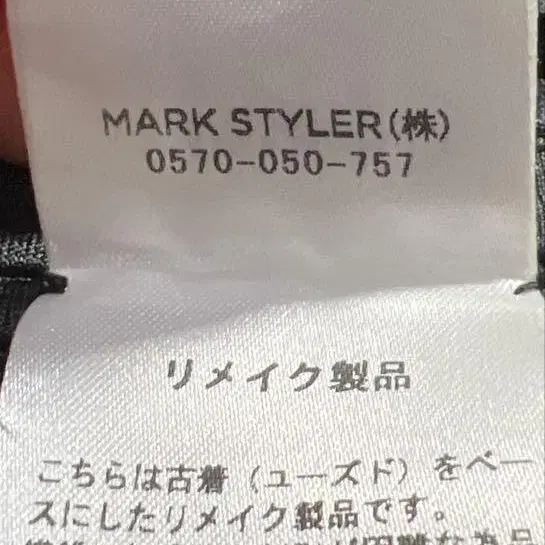 MARK STYLER(株)
0570-050-757
リメイク製品
こちらは古着(ユーズド)をベー
スにしたリメイク製品です。